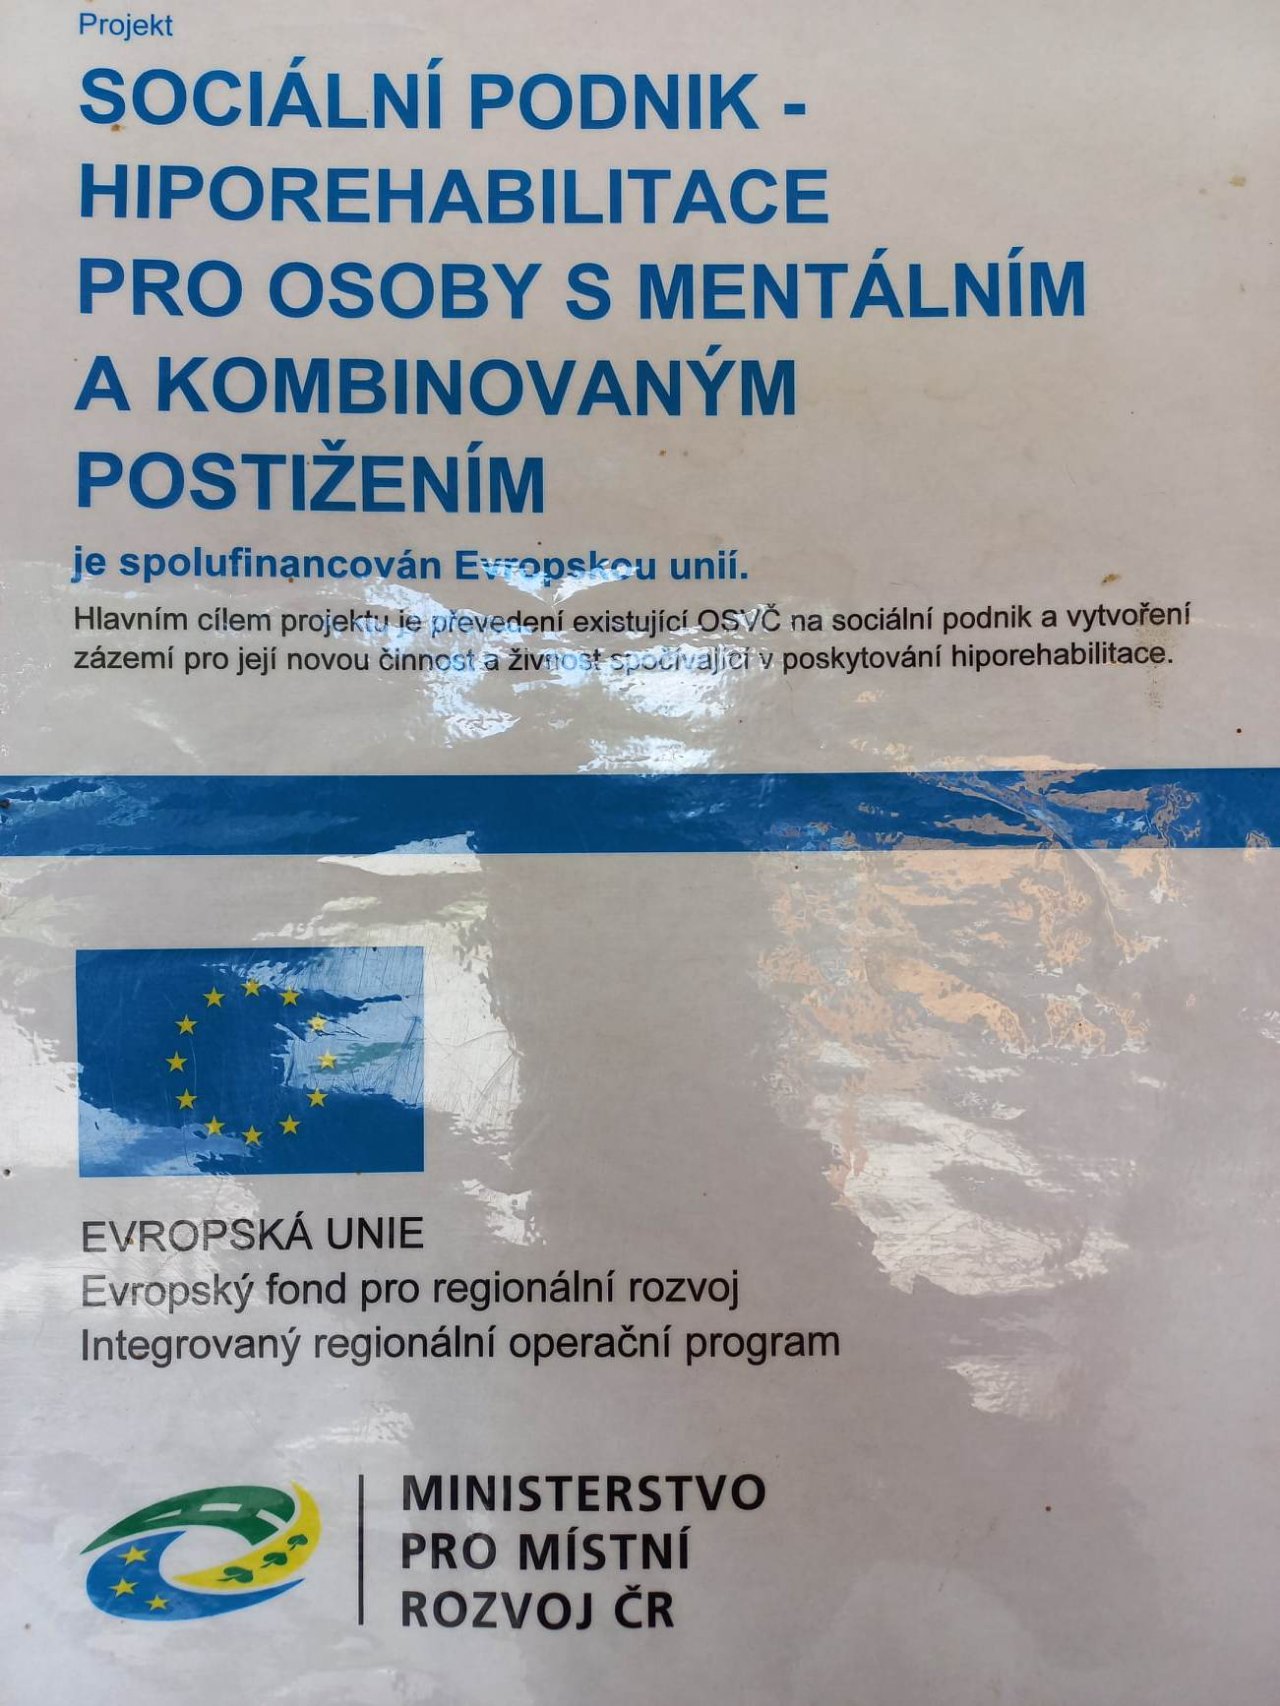 Projekt
SOCIÁLNÍ PODNIK -
HIPOREHABILITACE
PRO OSOBY S MENTÁLNÍM
A KOMBINOVANÝM
POSTIŽENÍM
je spolufinancován Evropskou unií.
Hlavním cílem projektu je převedení existující OSVČ na sociální podnik a vytvoření
zázemí pro její novou činnost a živnost spočívající v poskytování hiporehabilitace.
EVROPSKÁ UNIE
Evropský fond pro regionální rozvoj
Integrovaný regionální operační program
MINISTERSTVO
PRO MÍSTNÍ
ROZVOJ ČR